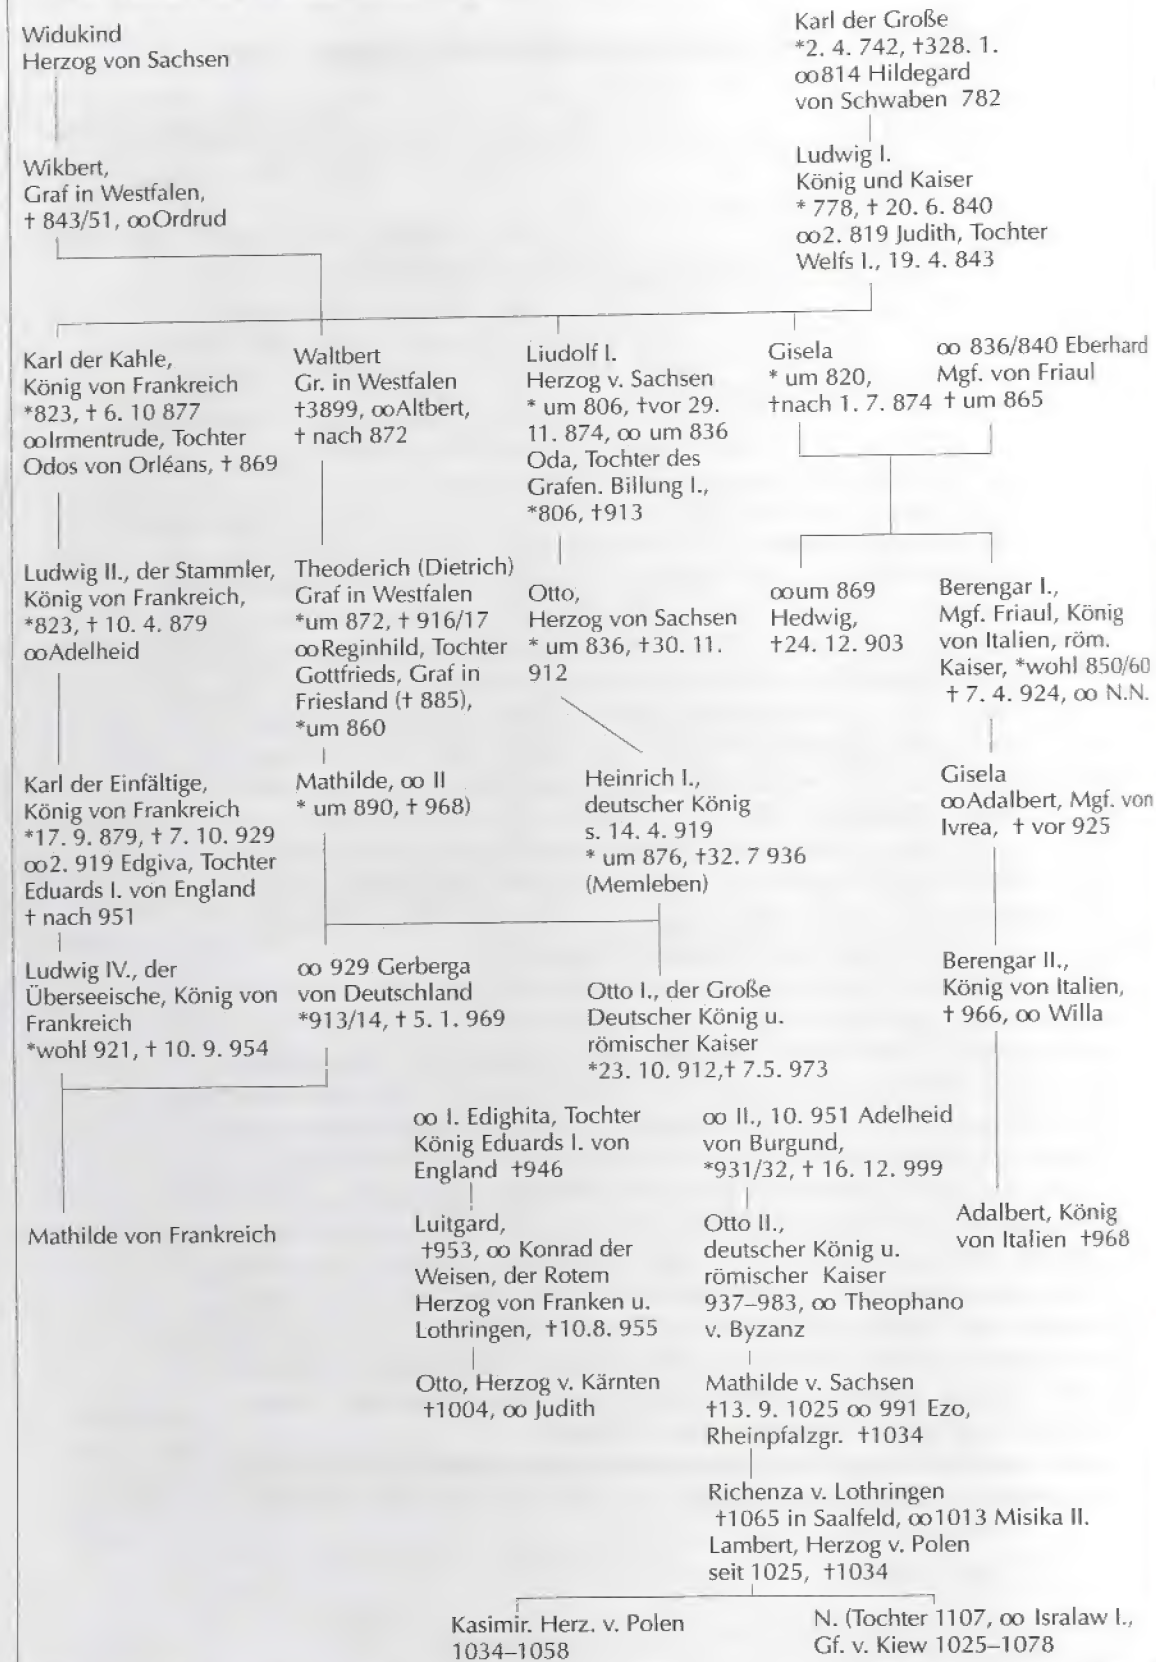 Widukind
Herzog von Sachsen
Karl der Große
*2. 4. 742, †328. 1.
∞814 Hildegard
von Schwaben 782
Wikbert,
Graf in Westfalen,
† 843/51, ∞Ordrud
Ludwig I.
König und Kaiser
* 778, † 20. 6. 840
∞2. 819 Judith, Tochter
Welfs I., 19. 4. 843
Karl der Kahle,
König von Frankreich
*823, † 6. 10 877
∞Irmentrude, Tochter
Odos von Orléans, † 869
Waltbert
Gr. in Westfalen
†3899, ∞Altbert,
† nach 872
Liudolf I.
Herzog v. Sachsen
* um 806, †vor 29.
11. 874, ∞ um 836
Oda, Tochter des
Grafen. Billung I.,
*806, †913
Gisela
* um 820,
†nach 1. 7. 874
∞ 836/840 Eberhard
Mgf. von Friaul
† um 865
Ludwig II., der Stammler,
König von Frankreich,
*823, † 10. 4. 879
∞Adelheid
Theoderich (Dietrich)
Graf in Westfalen
*um 872, † 916/17
∞Reginhild, Tochter
Gottfrieds, Graf in
Friesland († 885),
*um 860
Otto,
Herzog von Sachsen
* um 836, †30. 11.
912
∞um 869
Hedwig,
†24. 12. 903
Berengar I.,
Mgf. Friaul, König
von Italien, röm.
Kaiser, *wohl 850/60
† 7. 4. 924, ∞ N.N.
Karl der Einfältige,
König von Frankreich
*17. 9. 879, † 7. 10. 929
∞2. 919 Edgiva, Tochter
Eduards I. von England
† nach 951
Mathilde, ∞ II
* um 890, † 968)
Heinrich I.,
deutscher König
s. 14. 4. 919
* um 876, †32. 7 936
(Memleben)
Gisela
∞Adalbert, Mgf. von
Ivrea, † vor 925
Ludwig IV., der
Überseeische, König von
Frankreich
*wohl 921, † 10. 9. 954
∞ 929 Gerberga
von Deutschland
*913/14, † 5. 1. 969
Otto I., der Große
Deutscher König u.
römischer Kaiser
*23. 10. 912,† 7.5. 973
Berengar II.,
König von Italien,
† 966, ∞ Willa
∞ I. Edighita, Tochter
König Eduards I. von
England †946
∞ II., 10. 951 Adelheid
von Burgund,
*931/32, † 16. 12. 999
Mathilde von Frankreich
Luitgard,
†953, ∞ Konrad der
Weisen, der Rotem
Herzog von Franken u.
Lothringen, †10.8. 955
Otto II.,
deutscher König u.
römischer Kaiser
937–983, ∞ Theophano
v. Byzanz
Adalbert, König
von Italien †968
Otto, Herzog v. Kärnten
†1004, ∞ Judith
Mathilde v. Sachsen
†13. 9. 1025 ∞ 991 Ezo,
Rheinpfalzgr. †1034
Richenza v. Lothringen
†1065 in Saalfeld, ∞1013 Misika II.
Lambert, Herzog v. Polen
seit 1025, †1034
Kasimir. Herz. v. Polen
1034–1058
N. (Tochter 1107, ∞ Isralaw I.,
Gf. v. Kiew 1025–1078